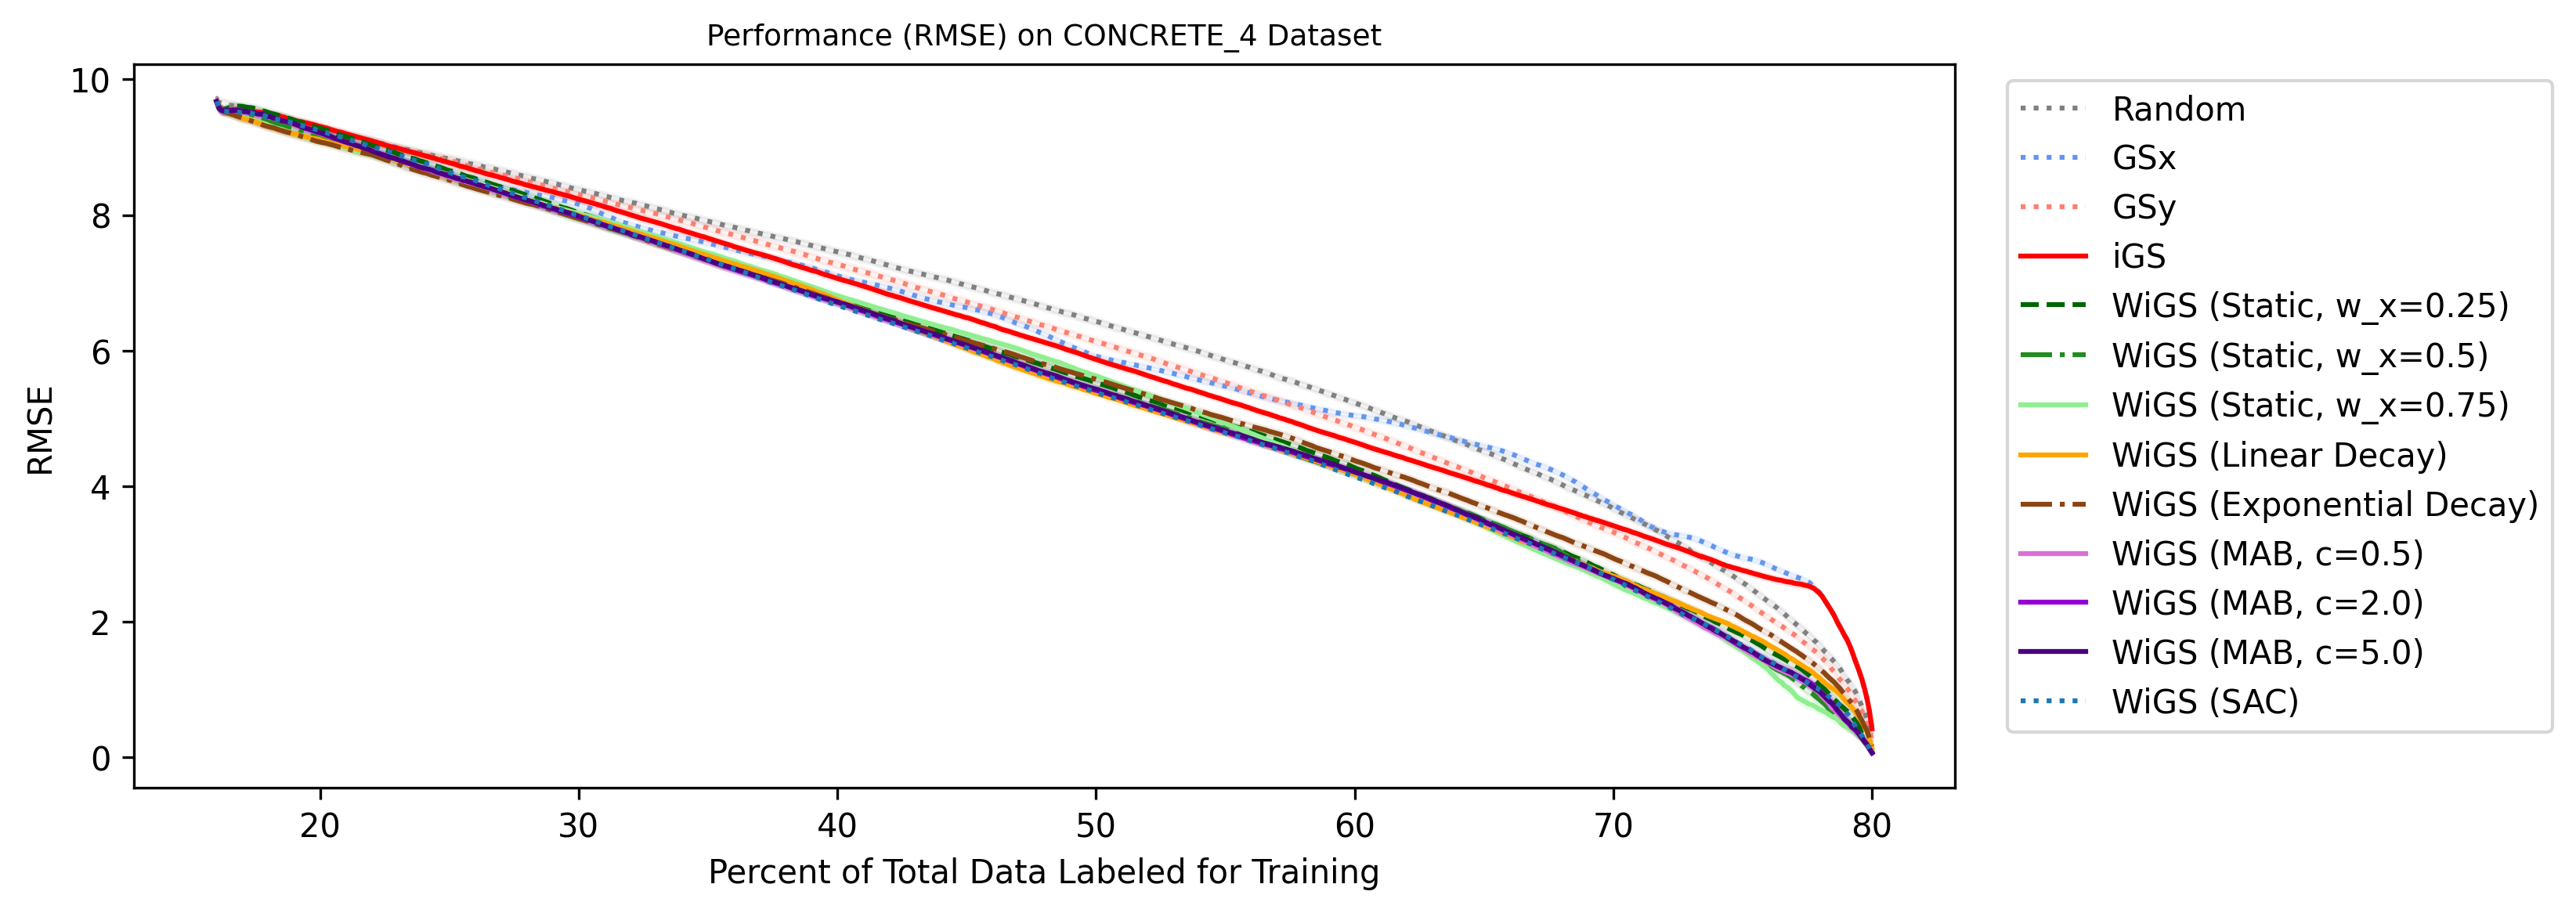 Performance (RMSE) on CONCRETE_4 Dataset
10
8
6
4
2
0
RMSE
20 30 40 50 60 70 80
Percent of Total Data Labeled for Training
Random
GSx
GSy
iGS
WiGS (Static, w_x=0.25)
WiGS (Static, w_x=0.5)
WiGS (Static, w_x=0.75)
WiGS (Linear Decay)
WiGS (Exponential Decay)
WiGS (MAB, c=0.5)
WiGS (MAB, c=2.0)
WiGS (MAB, c=5.0)
WiGS (SAC)